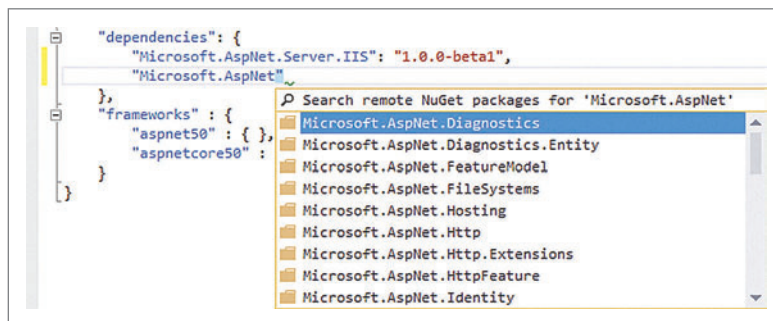 "dependencies": {
"Microsoft.AspNet.Server.IIS": "1.0.0-beta1",
"Microsoft.AspNet"
},
"frameworks" : {
"aspnet50" : { },
"aspnetcore50" :
}
}
Search remote NuGet packages for 'Microsoft.AspNet'
Microsoft.AspNet.Diagnostics
Microsoft.AspNet.Diagnostics.Entity
Microsoft.AspNet.FeatureModel
Microsoft.AspNet.FileSystems
Microsoft.AspNet.Hosting
Microsoft.AspNet.Http
Microsoft.AspNet.Http.Extensions
Microsoft.AspNet.HttpFeature
Microsoft.AspNet.Identity